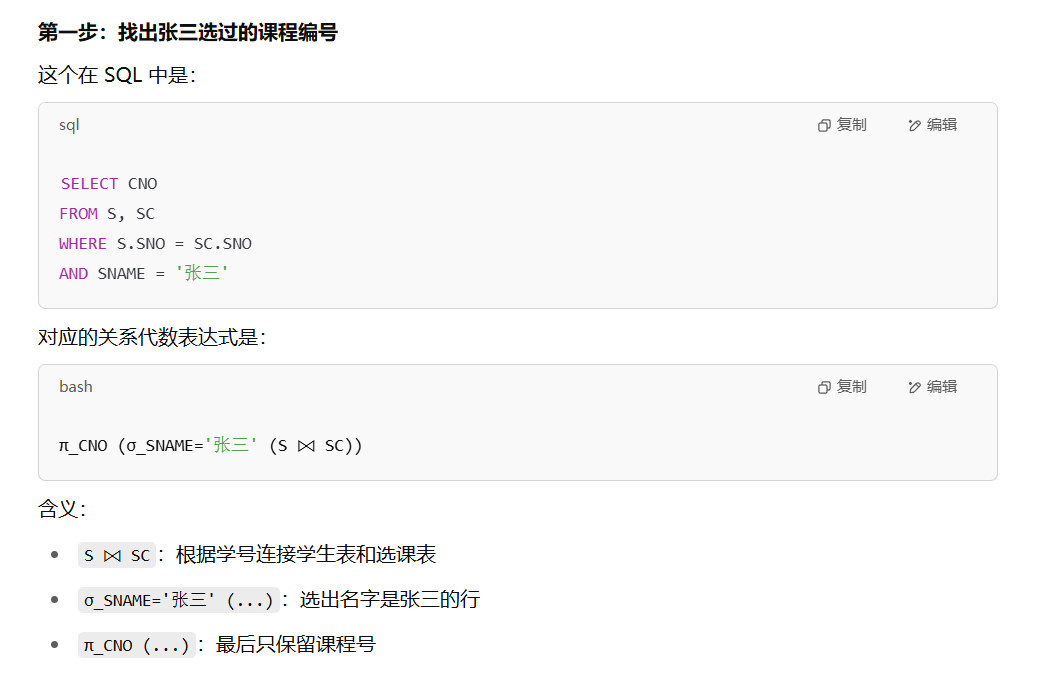 第一步：找出张三选过的课程编号
这个在 SQL 中是：
sql
复制 编辑
SELECT CNO
FROM S, SC
WHERE S.SNO = SC.SNO
AND SNAME = '张三'
对应的关系代数表达式是：
bash
复制 编辑
π_CNO (σ_SNAME='张三' (S ⋈ SC))
含义：
• S ⋈ SC：根据学号连接学生表和选课表
• σ_SNAME='张三' (...)：选出名字是张三的行
• π_CNO (...)：最后只保留课程号